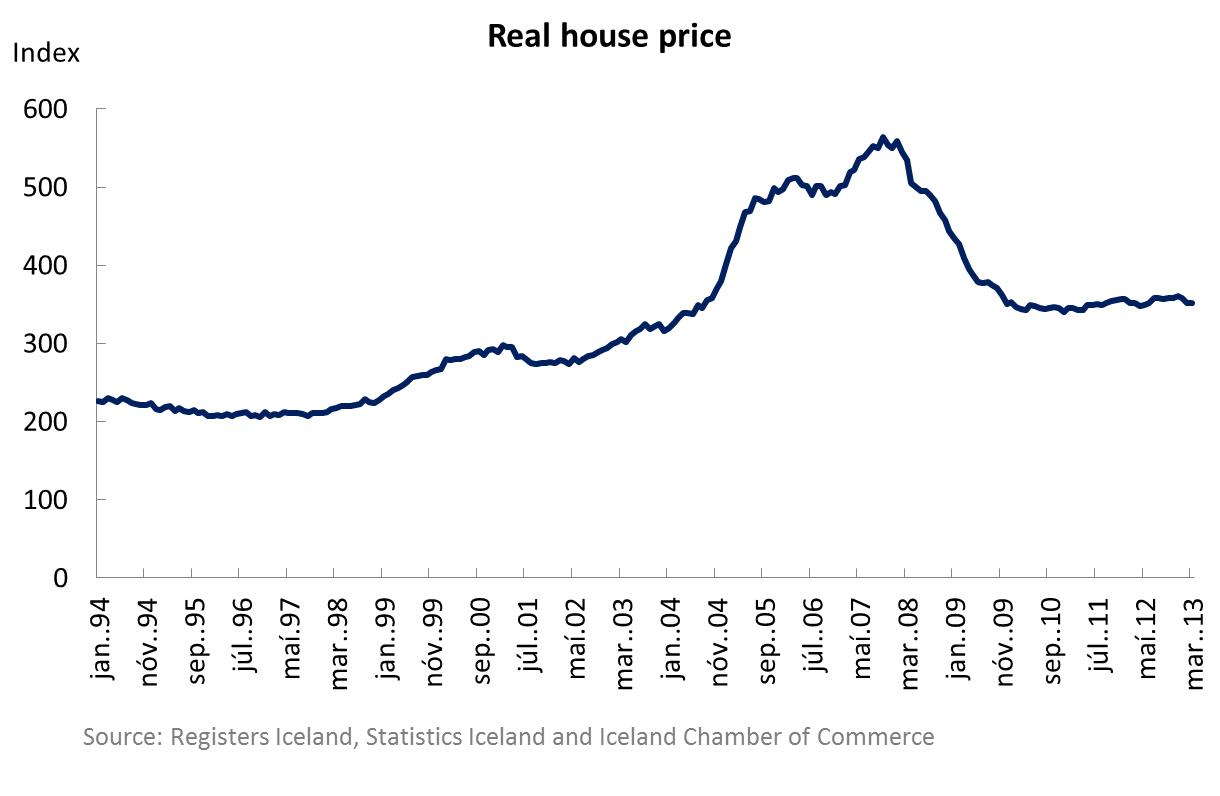 Real house price
Index
600
500
400
300
200
100
0
jan..94
nóv..94
sep..95
júl..96
maí.97
mar..98
jan..99
nóv..99
sep..00
júl..01
maí.02
mar..03
jan..04
nóv..04
sep..05
júl..06
maí.07
mar..08
jan..09
nóv..09
sep..10
júl..11
maí.12
mar..13
Source: Registers Iceland, Statistics Iceland and Iceland Chamber of Commerce